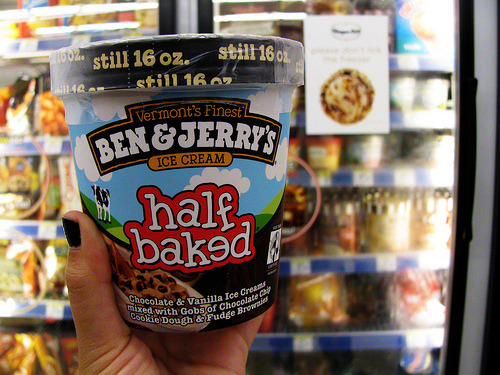 still 16 oz. still 16 oz.
still 16 oz.
Vermont's Finest
BEN & JERRY'S
ICE CREAM
half
baked
Chocolate & Vanilla Ice Creams
mixed with Gobs of Chocolate Chip
Cookie Dough & Fudge Brownies